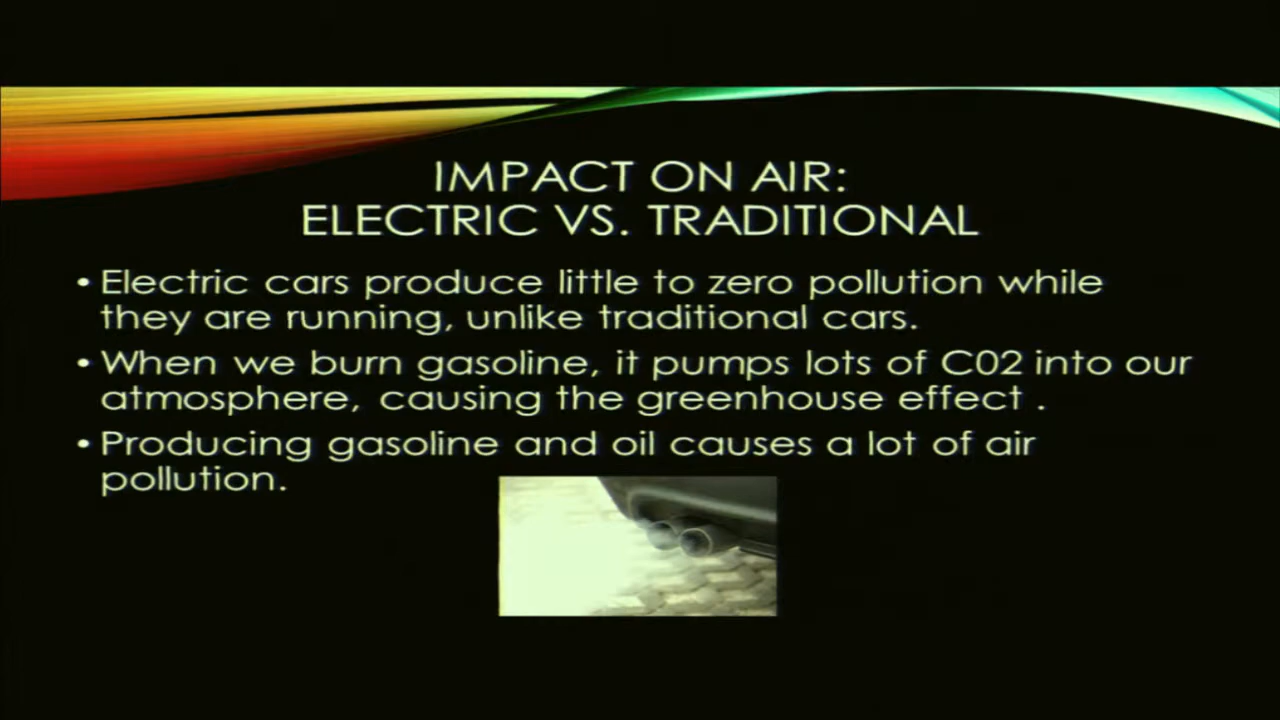 IMPACT ON AIR:
ELECTRIC VS. TRADITIONAL
• Electric cars produce little to zero pollution while
they are running, unlike traditional cars.
• When we burn gasoline, it pumps lots of C02 into our
atmosphere, causing the greenhouse effect .
• Producing gasoline and oil causes a lot of air
pollution.